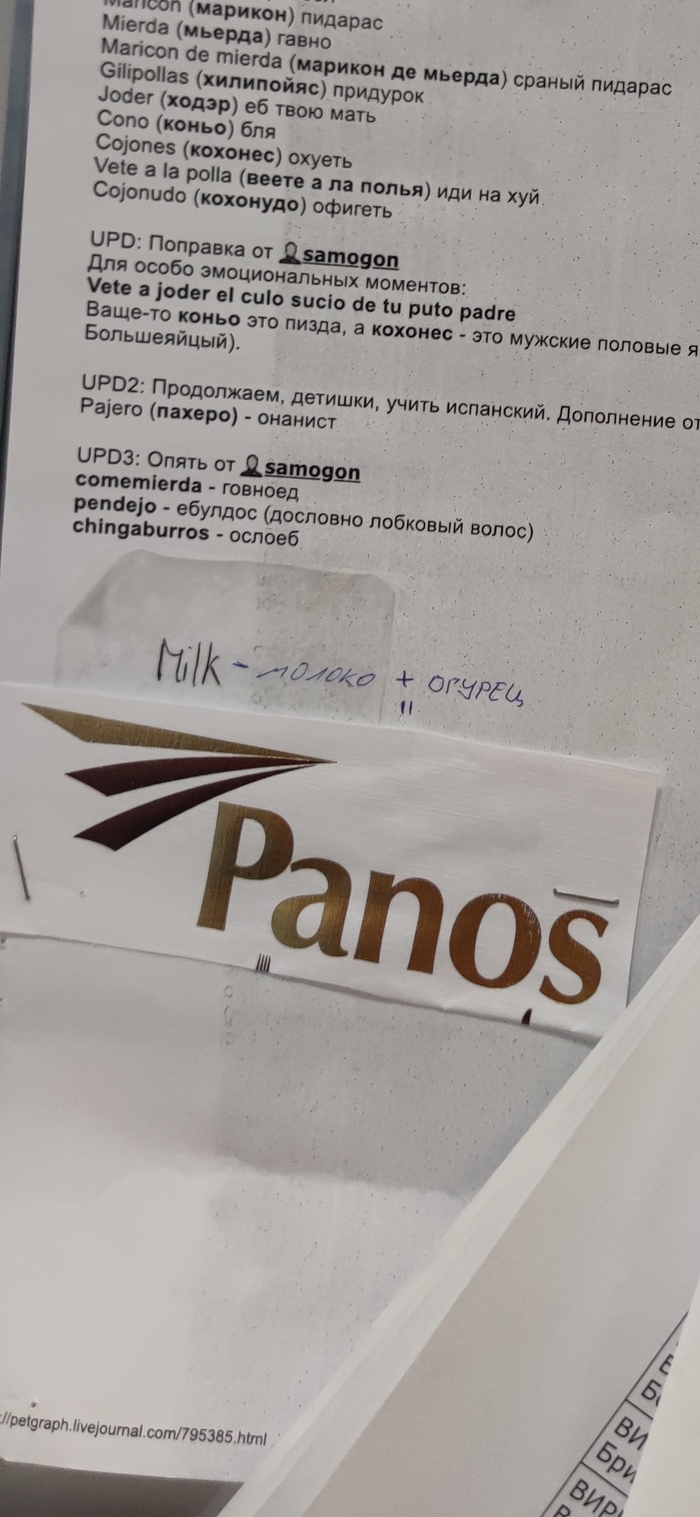 Maricon (марикон) пидарас
Mierda (мьерда) гавно
Maricon de mierda (марикон де мьерда) сраный пидарас
Gilipollas (хилипойяс) придурок
Joder (ходэр) еб твою мать
Cono (коньо) бля
Cojones (кохонес) охуеть
Vete a la polla (веете а ла полья) иди на хуй
Cojonudo (кохонудо) офигеть
UPD: Поправка от samogon
Для особо эмоциональных моментов:
Vete a joder el culo sucio de tu puto padre
Ваще-то коньо это пизда, а кохонес - это мужские половые я
Большеяйцый).
UPD2: Продолжаем, детишки, учить испанский. Дополнение от
Pajero (пахеро) - онанист
UPD3: Опять от samogon
comemierda - говноед
pendejo - ебулдос (дословно лобковый волос)
chingaburros - ослоеб
Milk - молоко + огурец
=
Panos
://petgraph.livejournal.com/795385.html
ВИ
Бри
ВИР